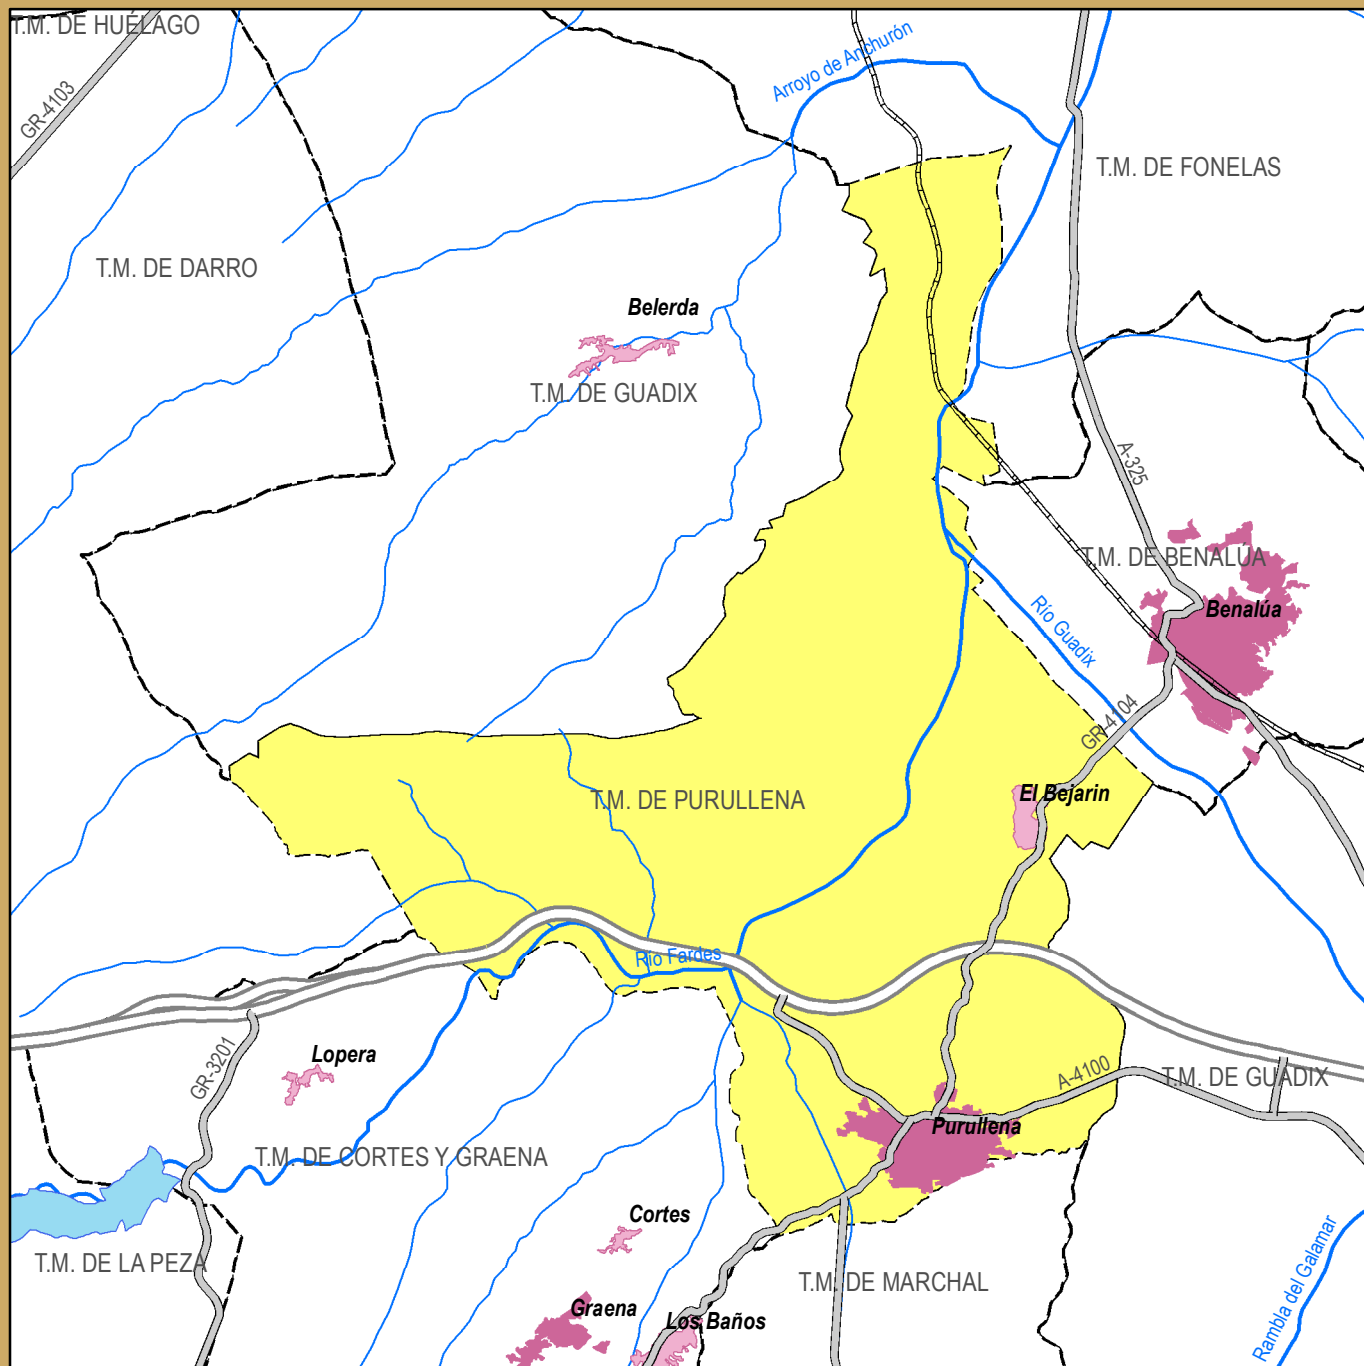 T.M. DE HUÉLAGO
Arroyo de Anchurón
GR-4103
T.M. DE FONELAS
T.M. DE DARRO
Belerda
T.M. DE GUADIX
A-325
T.M. DE BENALÚA
Benalúa
Río Guadix
GR-4104
El Bejarin
T.M. DE PURULLENA
Río Fardes
Lopera
GR-3201
A-4100
T.M. DE GUADIX
Purullena
T.M. DE CORTES Y GRAENA
Cortes
T.M. DE LA PEZA
T.M. DE MARCHAL
Graena
Los Baños
Rambla del Galamar